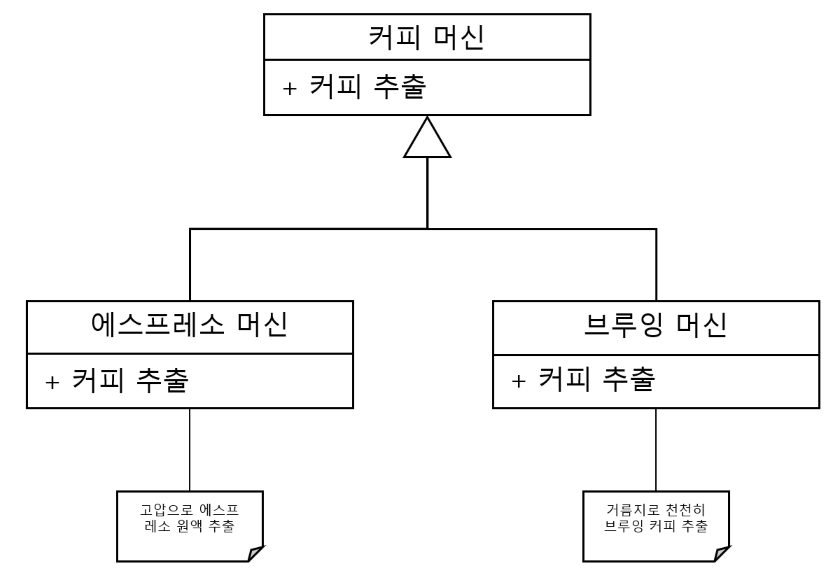 커피 머신
+ 커피 추출
에스프레소 머신
+ 커피 추출
고압으로 에스프
레소 원액 추출
브루잉 머신
+ 커피 추출
거름지로 천천히
브루잉 커피 추출